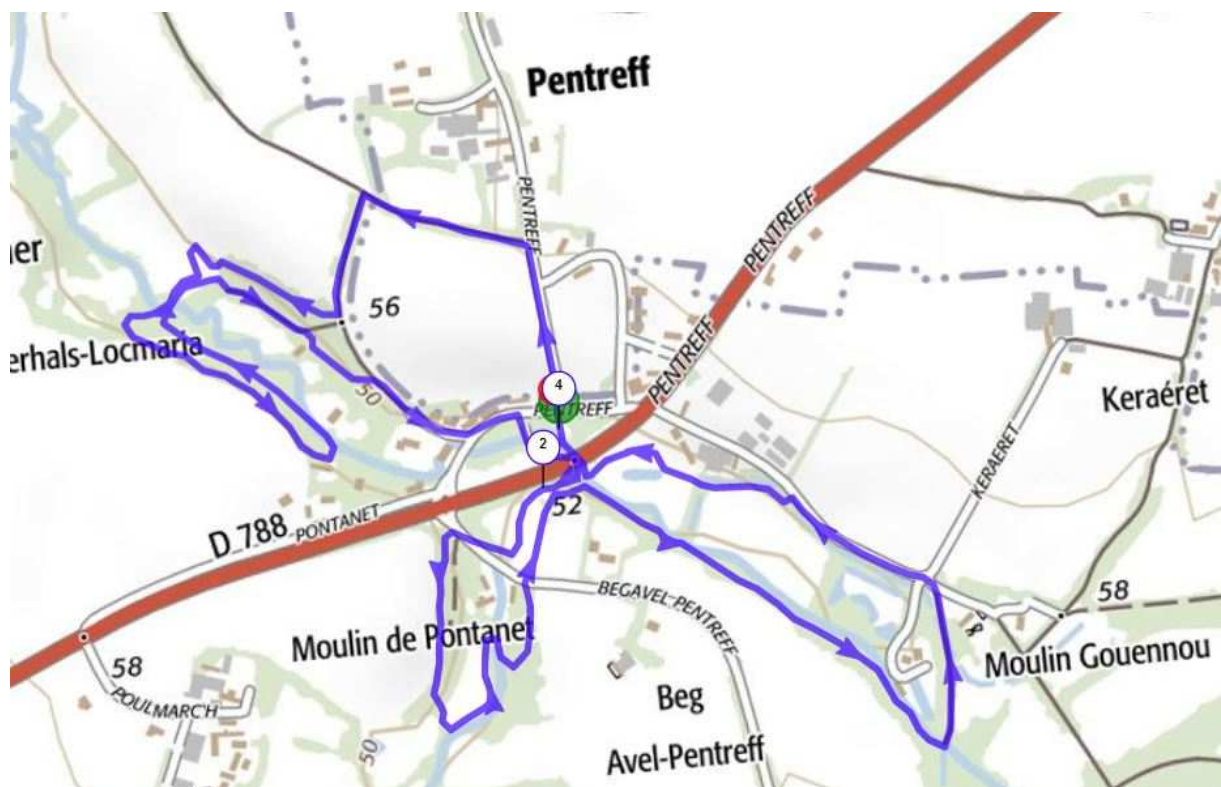 Pentreff
PENTREFF
PENTREFF
er
56
erhals-Locmaria
50
4
PENTREFF
PENTREFF
2
Keraéret
KERAERET
52
D 788
PONTANET
BEGAVEL-PENTREFF
58
Moulin de Pontanet
Moulin Gouennou
58
POULMARC'H
Beg
Avel-Pentreff
50